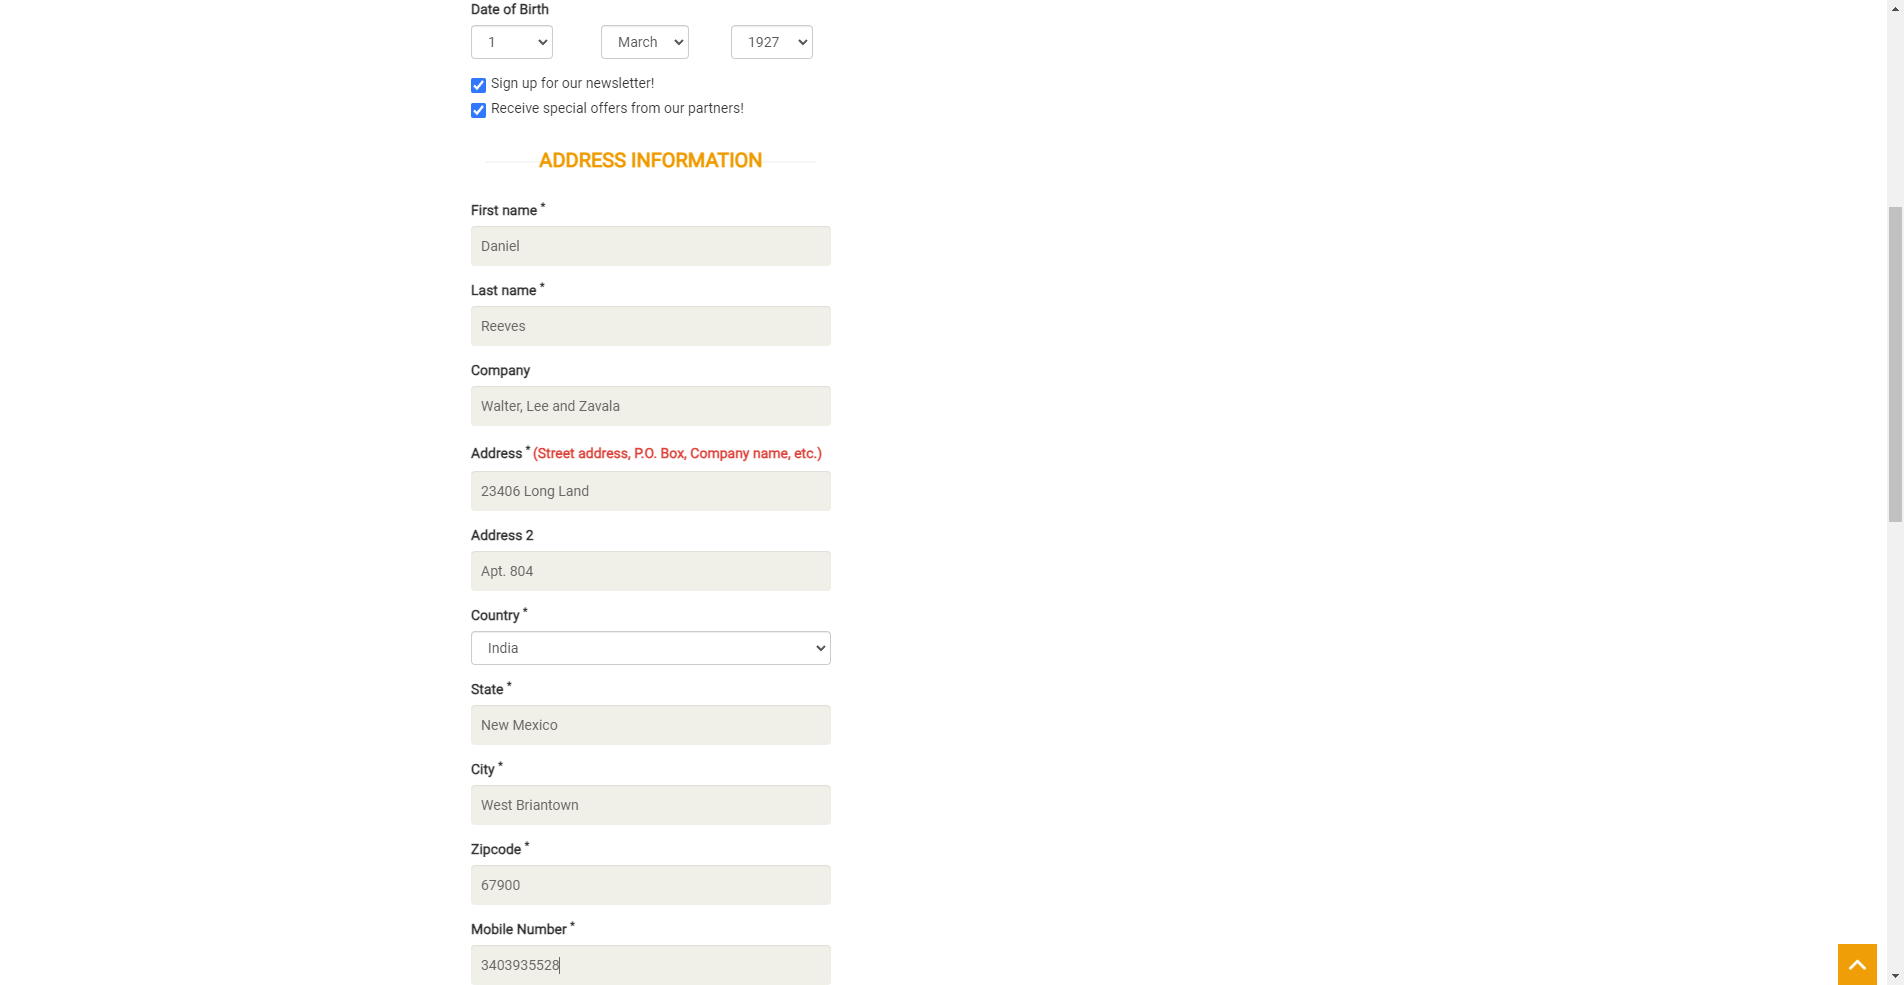 Date of Birth
1 March 1927
Sign up for our newsletter!
Receive special offers from our partners!
ADDRESS INFORMATION
First name *
Daniel
Last name *
Reeves
Company
Walter, Lee and Zavala
Address * (Street address, P.O. Box, Company name, etc.)
23406 Long Land
Address 2
Apt. 804
Country *
India
State *
New Mexico
City *
West Briantown
Zipcode *
67900
Mobile Number *
3403935528